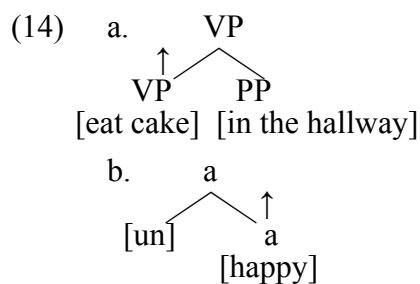 (14) a. VP
↑
VP PP
[eat cake] [in the hallway]
b. a
↑
[un] a
[happy]